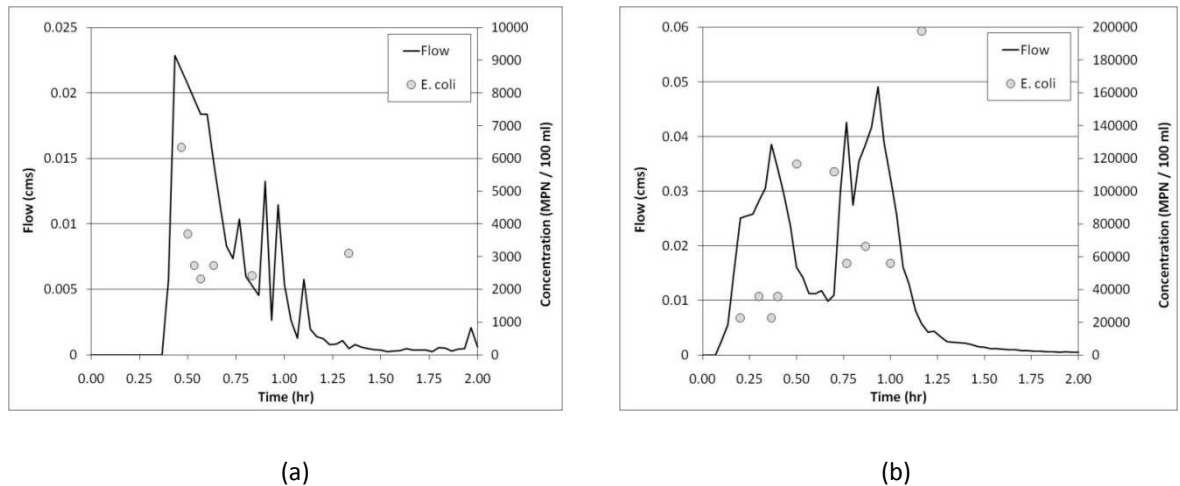 0.025
0.02
0.015
0.01
0.005
0
Flow (cms)
10000
9000
8000
7000
6000
5000
4000
3000
2000
1000
0
Concentration (MPN / 100 ml)
Flow
E. coli
0.00 0.25 0.50 0.75 1.00 1.25 1.50 1.75 2.00
Time (hr)
(a)
0.06
0.05
0.04
0.03
0.02
0.01
0
Flow (cms)
200000
180000
160000
140000
120000
100000
80000
60000
40000
20000
0
Concentration (MPN / 100 ml)
Flow
E. coli
0.00 0.25 0.50 0.75 1.00 1.25 1.50 1.75 2.00
Time (hr)
(b)